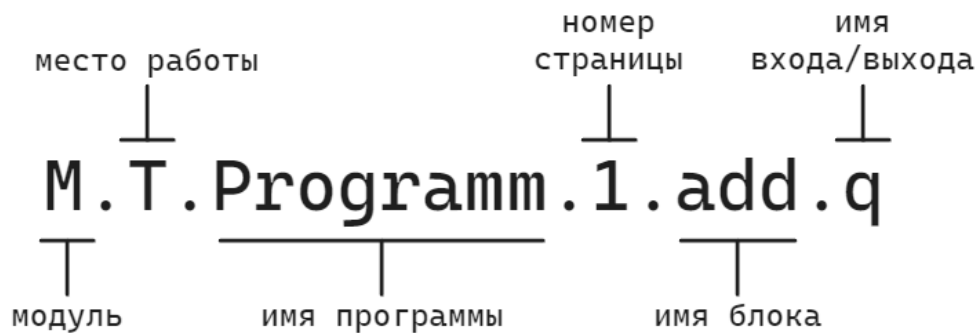 место работы
номер
страницы
имя
входа/выхода
M.T.Programm.1.add.q
модуль
имя программы
имя блока